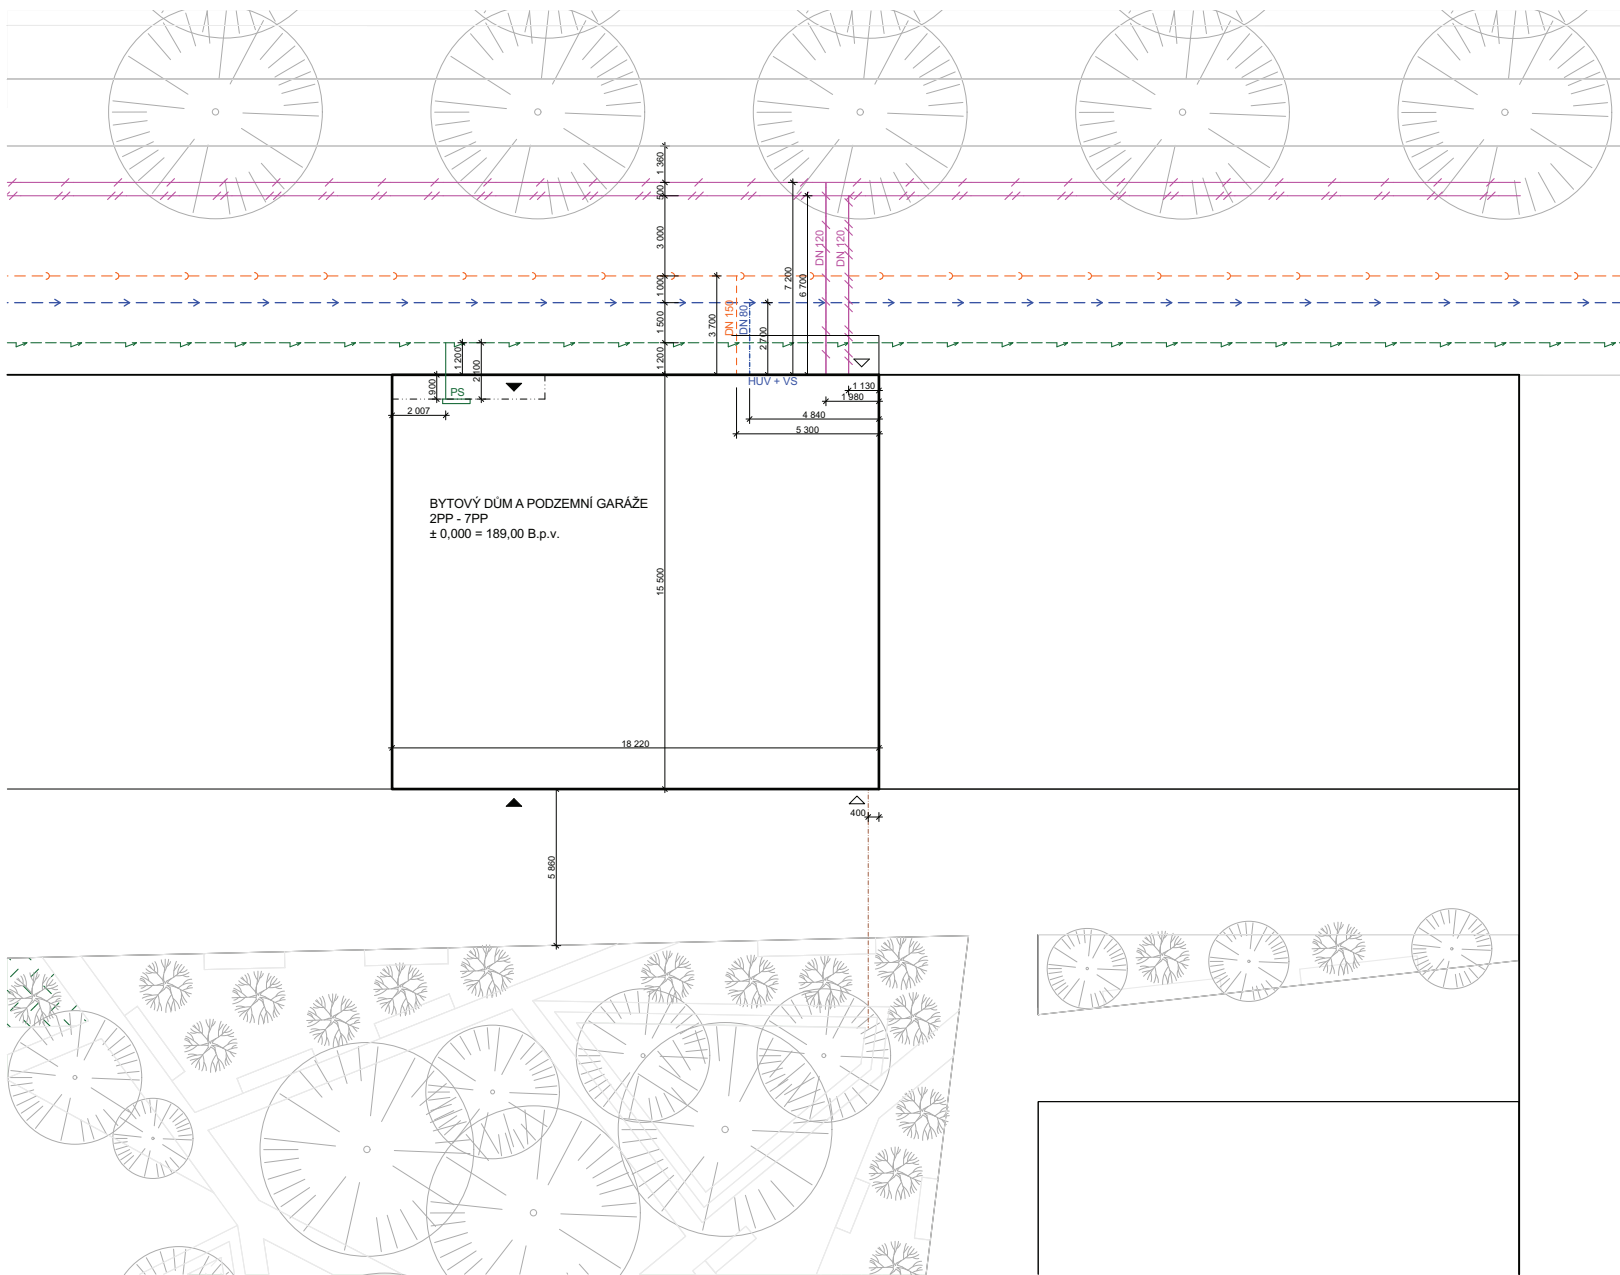 1 360
500
3 000
1 000
1 500
1 200
DN 120
DN 120
7 200
6 700
3 700
DN 150
DN 80
2 700
1 200
2 100
900
PS
2 007
HUV + VS
1 130
1 980
4 840
5 300
BYTOVÝ DŮM A PODZEMNÍ GARÁŽE
2PP - 7PP
± 0,000 = 189,00 B.p.v.
15 500
18 220
400
5 860